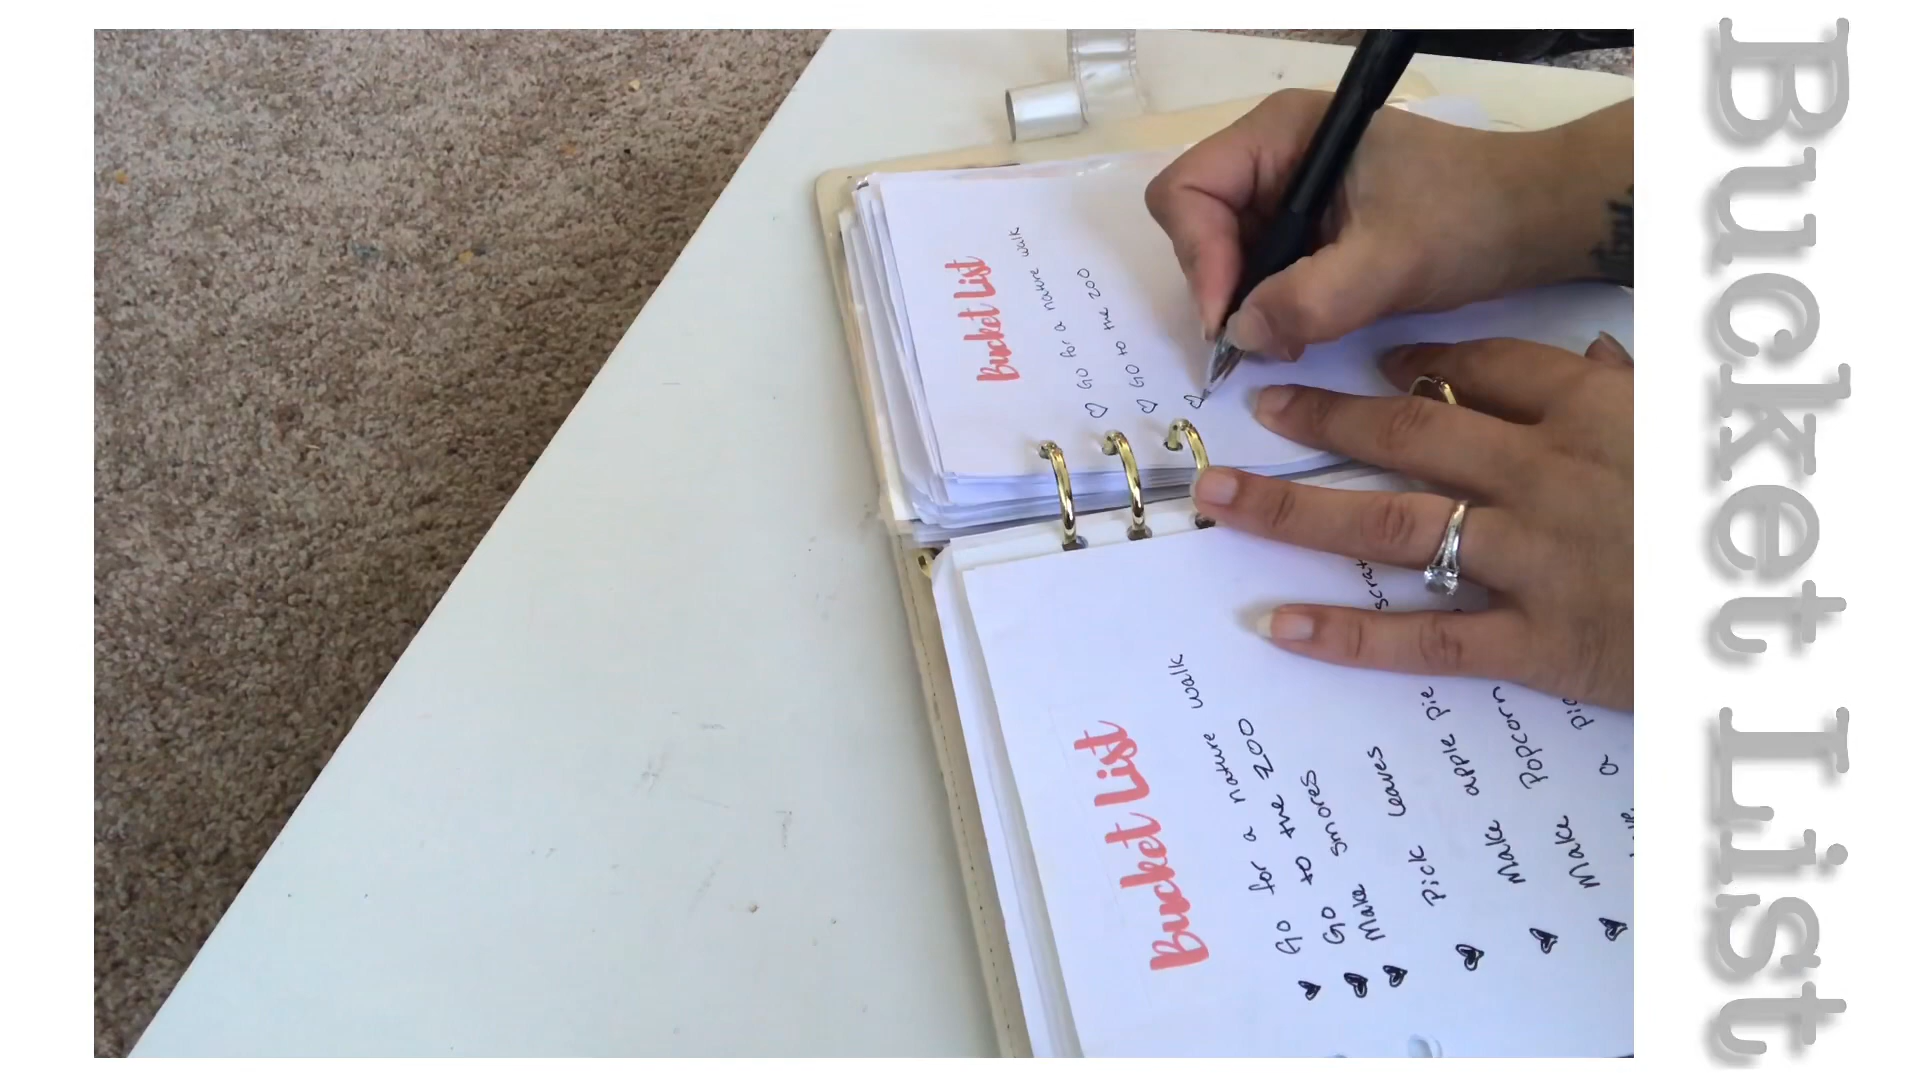 Bucket List
Go for a nature walk
Go to the zoo
Bucket List
Go for a nature walk
Go to the zoo
Make smores
Pick leaves
Make apple pie
Make Popcorn
a
Bucket List